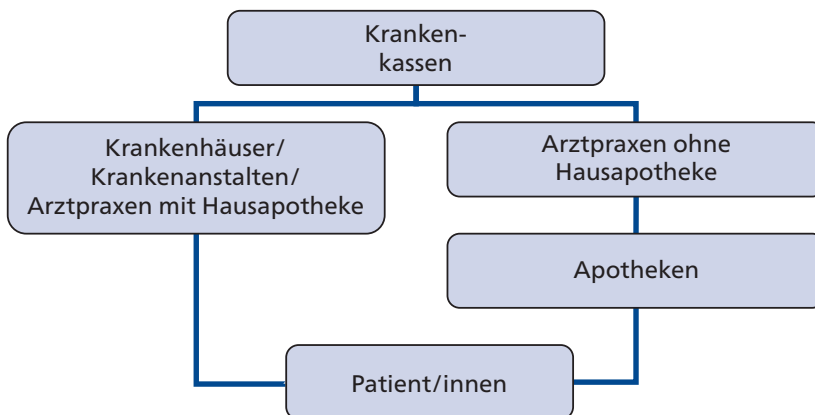 Kranken-
kassen
Krankenhäuser/
Krankenanstalten/
Arztpraxen mit Hausapotheke
Arztpraxen ohne
Hausapotheke
Apotheken
Patient/innen